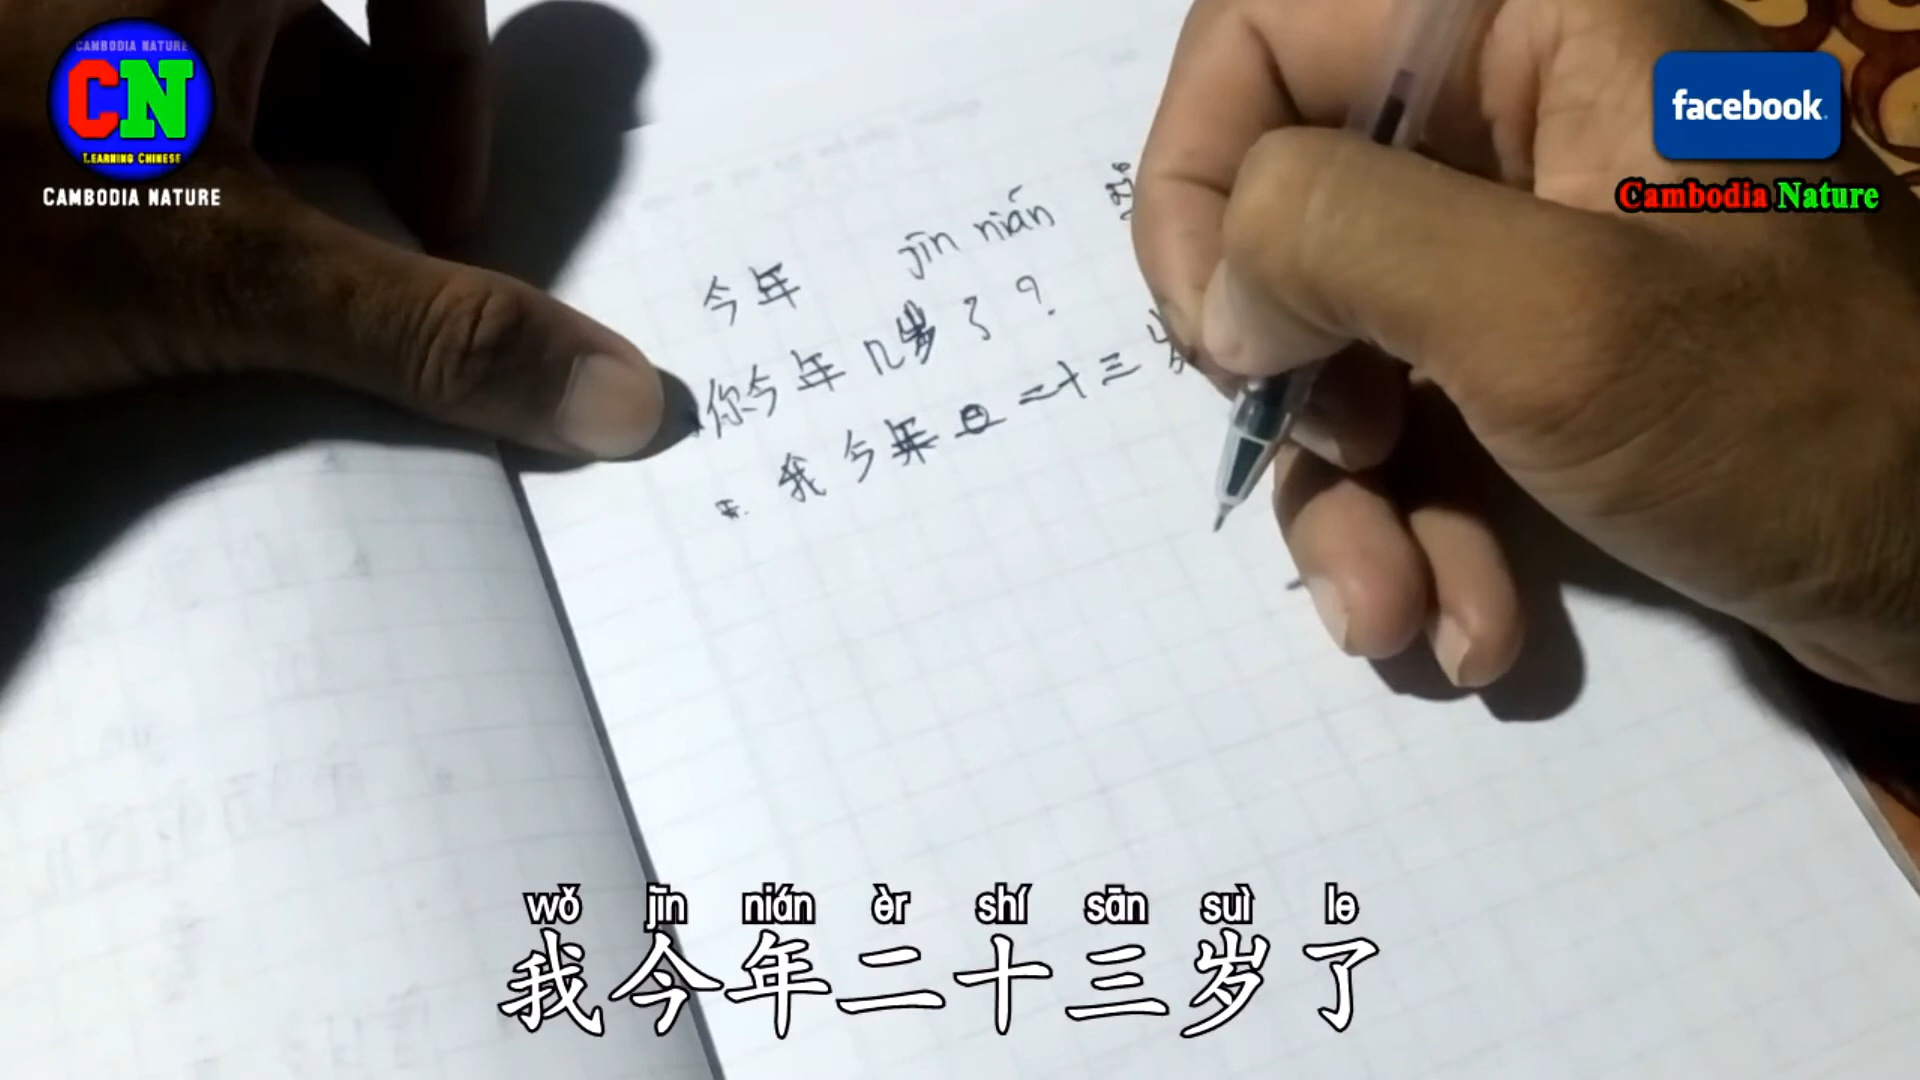 CAMBODIA NATURE
CN
LEARNING CHINESE
CAMBODIA NATURE
facebook
Cambodia Nature
今年 jīn nián
你今年几岁了?
我今年二十三岁
wǒ jīn nián èr shí sān suì le
我今年二十三岁了